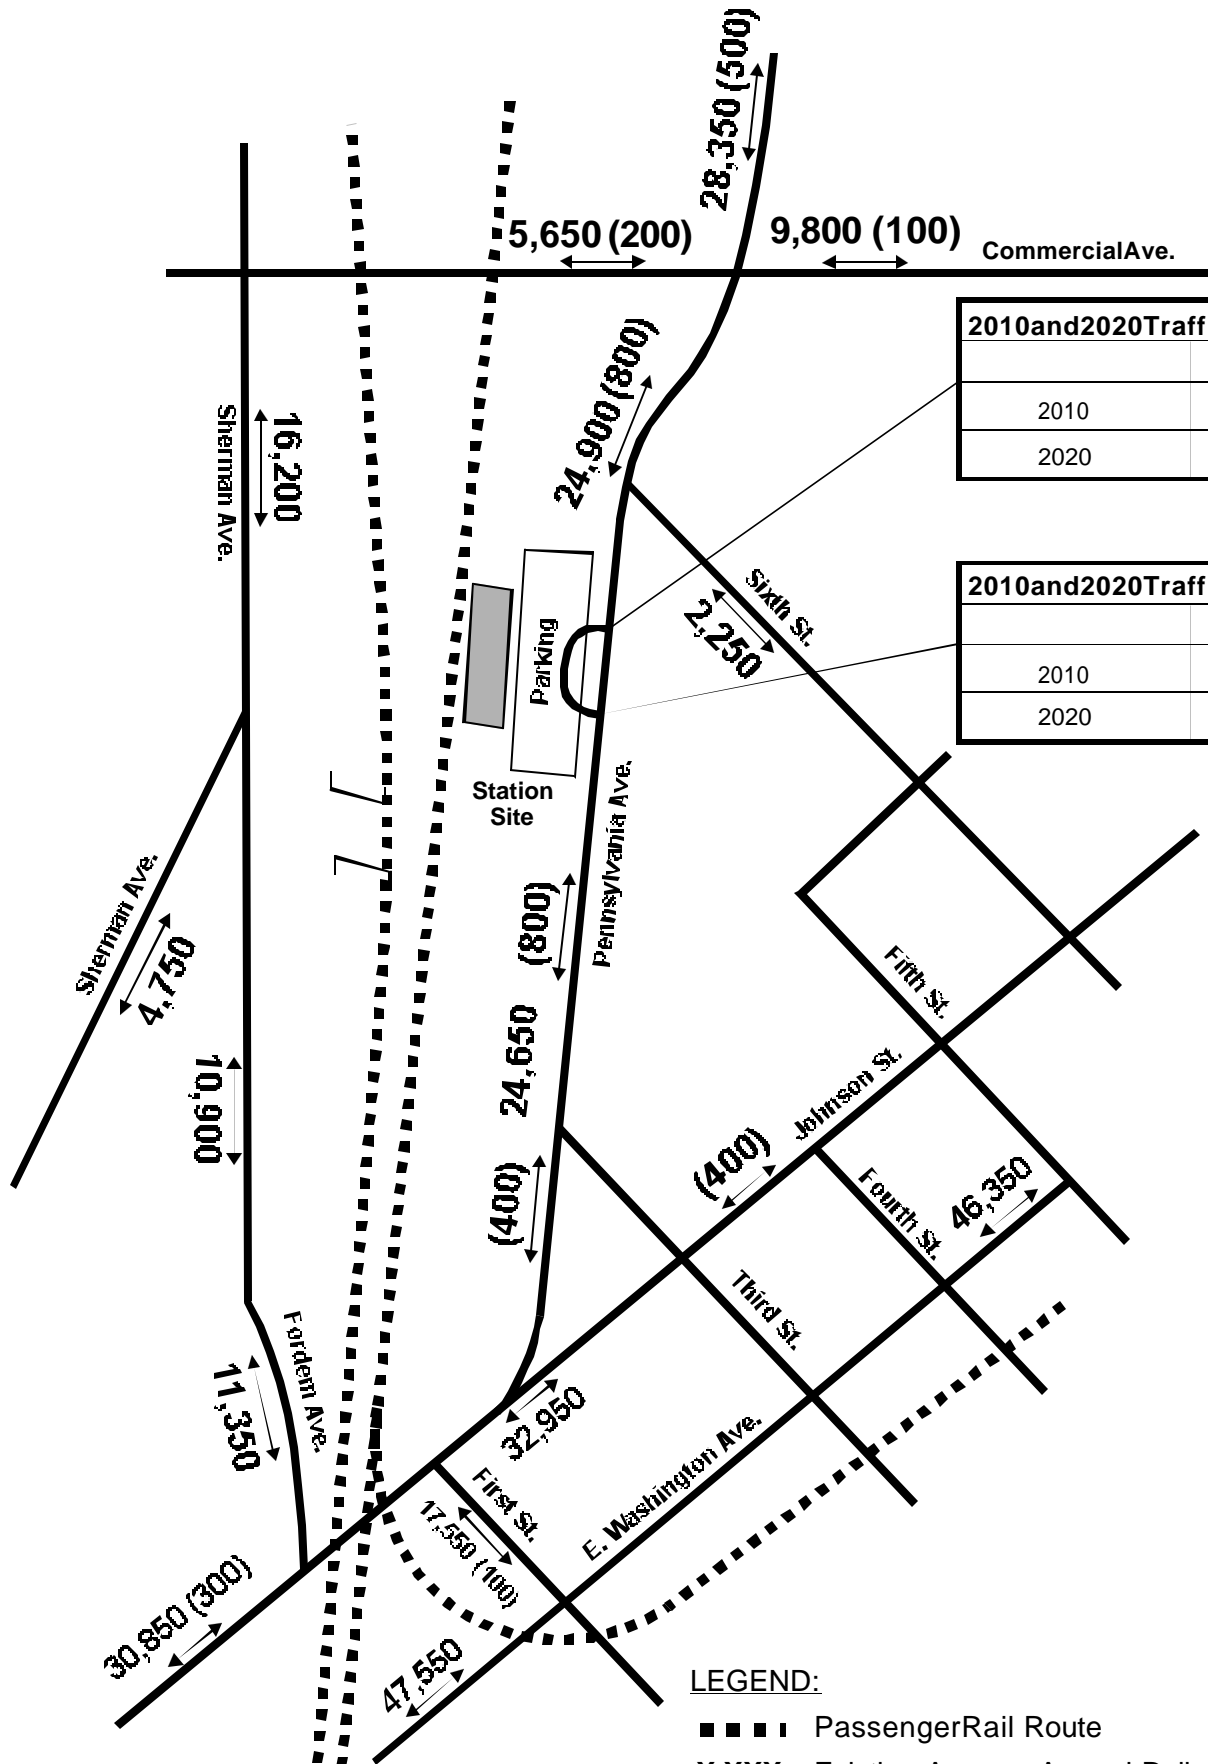 28,350 (500)
5,650 (200)
9,800 (100)
CommercialAve.
2010and2020Traff
2010
2020
24,900 (800)
Sherman Ave.
16,200
Sixth St.
2,250
2010and2020Traff
2010
2020
Parking
Station
Site
Pennsylvania Ave.
(800)
24,650
(400)
Sherman Ave.
4,750
10,900
Fifth St.
Johnson St.
(400)
Fourth St.
46,350
Third St.
Fordem Ave.
11,350
32,950
First St.
17,550 (100)
E. Washington Ave.
30,850 (300)
47,550
LEGEND:
PassengerRail Route